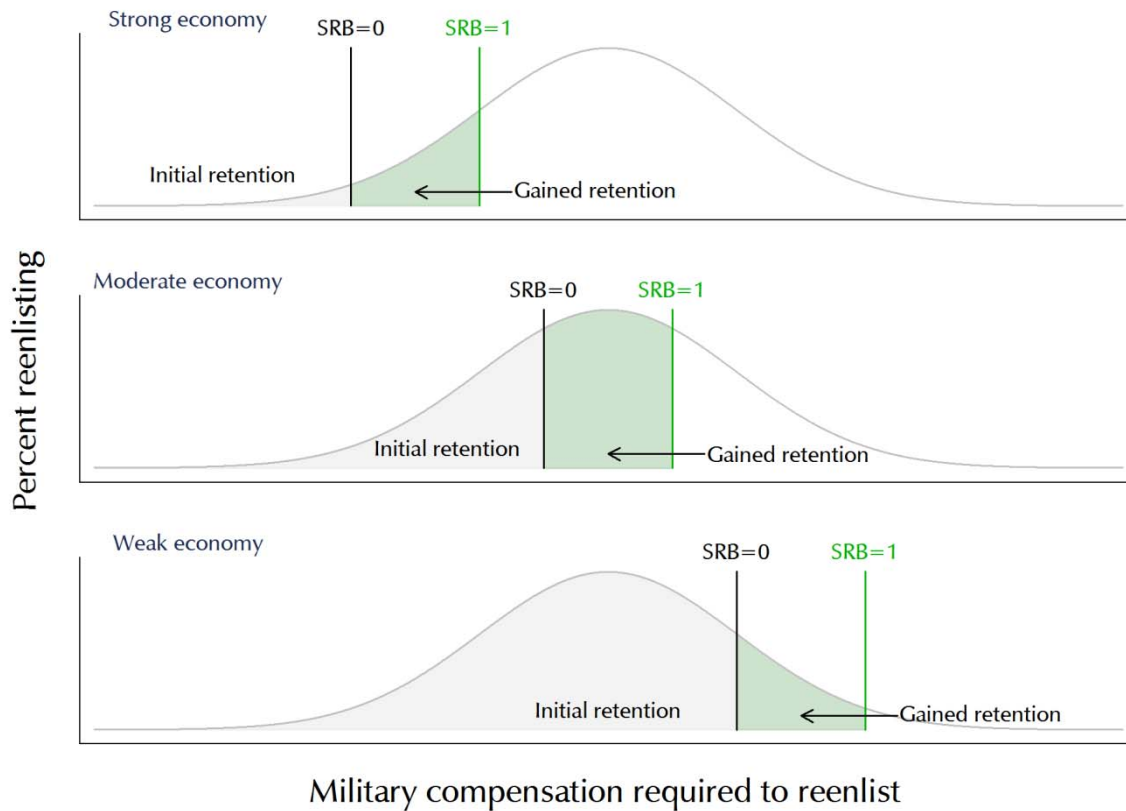 Strong economy
SRB=0
SRB=1
Initial retention
Gained retention
Percent reenlisting
Moderate economy
SRB=0
SRB=1
Initial retention
Gained retention
Weak economy
SRB=0
SRB=1
Initial retention
Gained retention
Military compensation required to reenlist